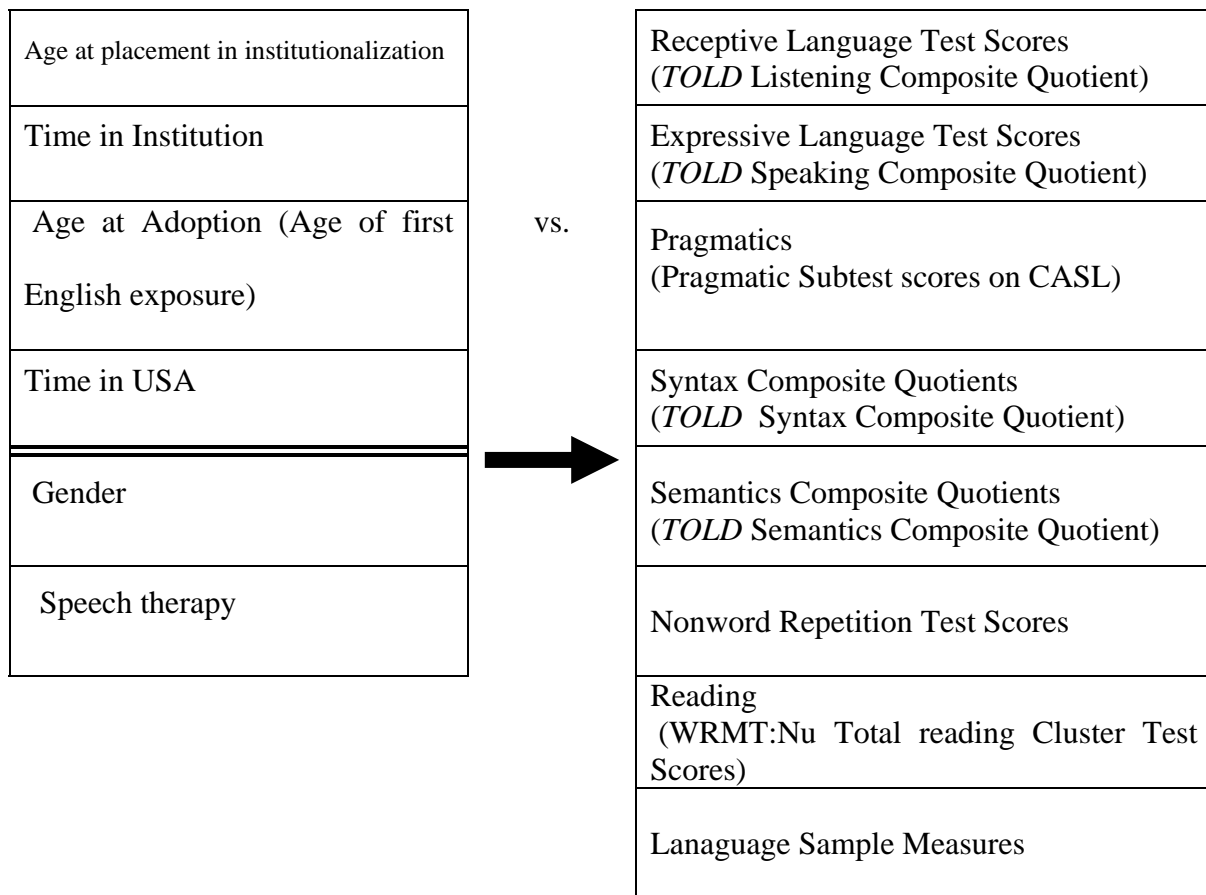 Age at placement in institutionalization
Time in Institution
Age at Adoption (Age of first
English exposure)
Time in USA
Gender
Speech therapy
vs.
Receptive Language Test Scores
(TOLD Listening Composite Quotient)
Expressive Language Test Scores
(TOLD Speaking Composite Quotient)
Pragmatics
(Pragmatic Subtest scores on CASL)
Syntax Composite Quotients
(TOLD Syntax Composite Quotient)
Semantics Composite Quotients
(TOLD Semantics Composite Quotient)
Nonword Repetition Test Scores
Reading
(WRMT:Nu Total reading Cluster Test
Scores)
Lanaguage Sample Measures